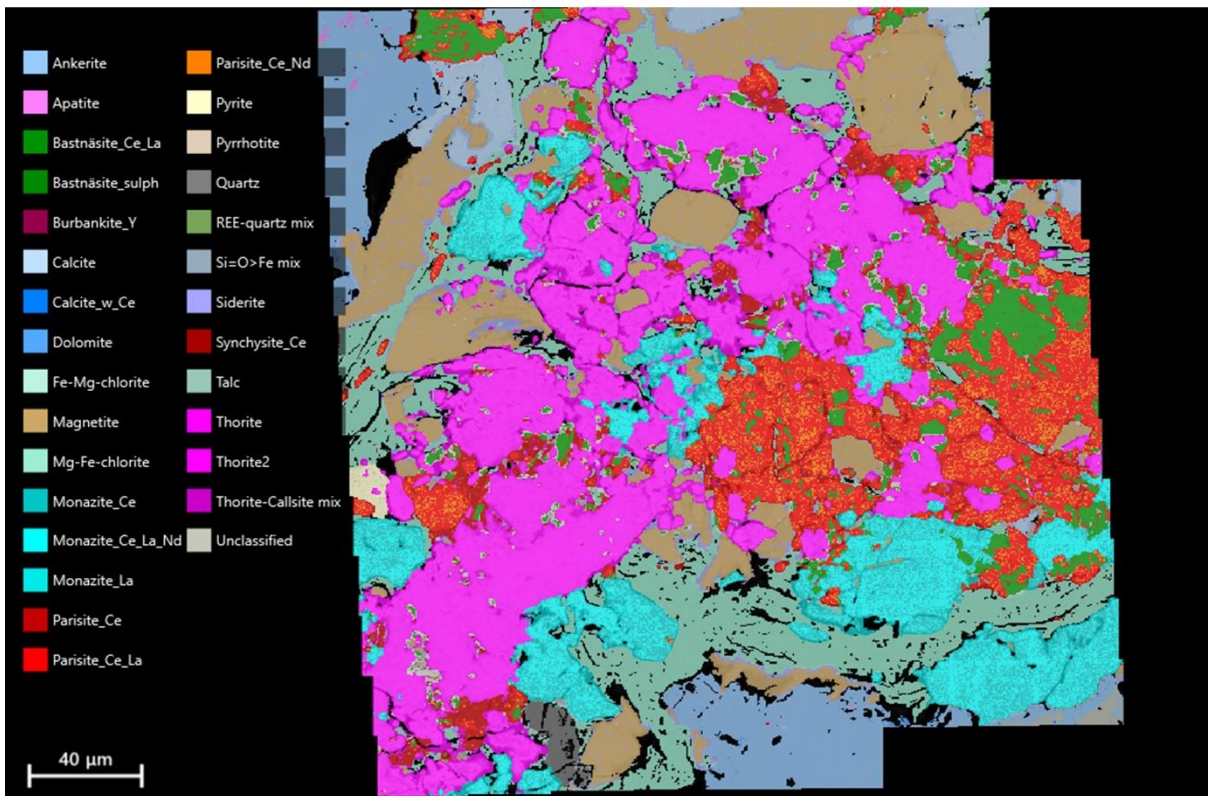 Ankerite
Apatite
Bastnäsite_Ce_La
Bastnäsite_sulph
Burbankite_Y
Calcite
Calcite_w_Ce
Dolomite
Fe-Mg-chlorite
Magnetite
Mg-Fe-chlorite
Monazite_Ce
Monazite_Ce_La_Nd
Monazite_La
Parisite_Ce
Parisite_Ce_La
Parisite_Ce_Nd
Pyrite
Pyrrhotite
Quartz
REE-quartz mix
Si=O>Fe mix
Siderite
Synchysite_Ce
Talc
Thorite
Thorite2
Thorite-Callsite mix
Unclassified
40 μm